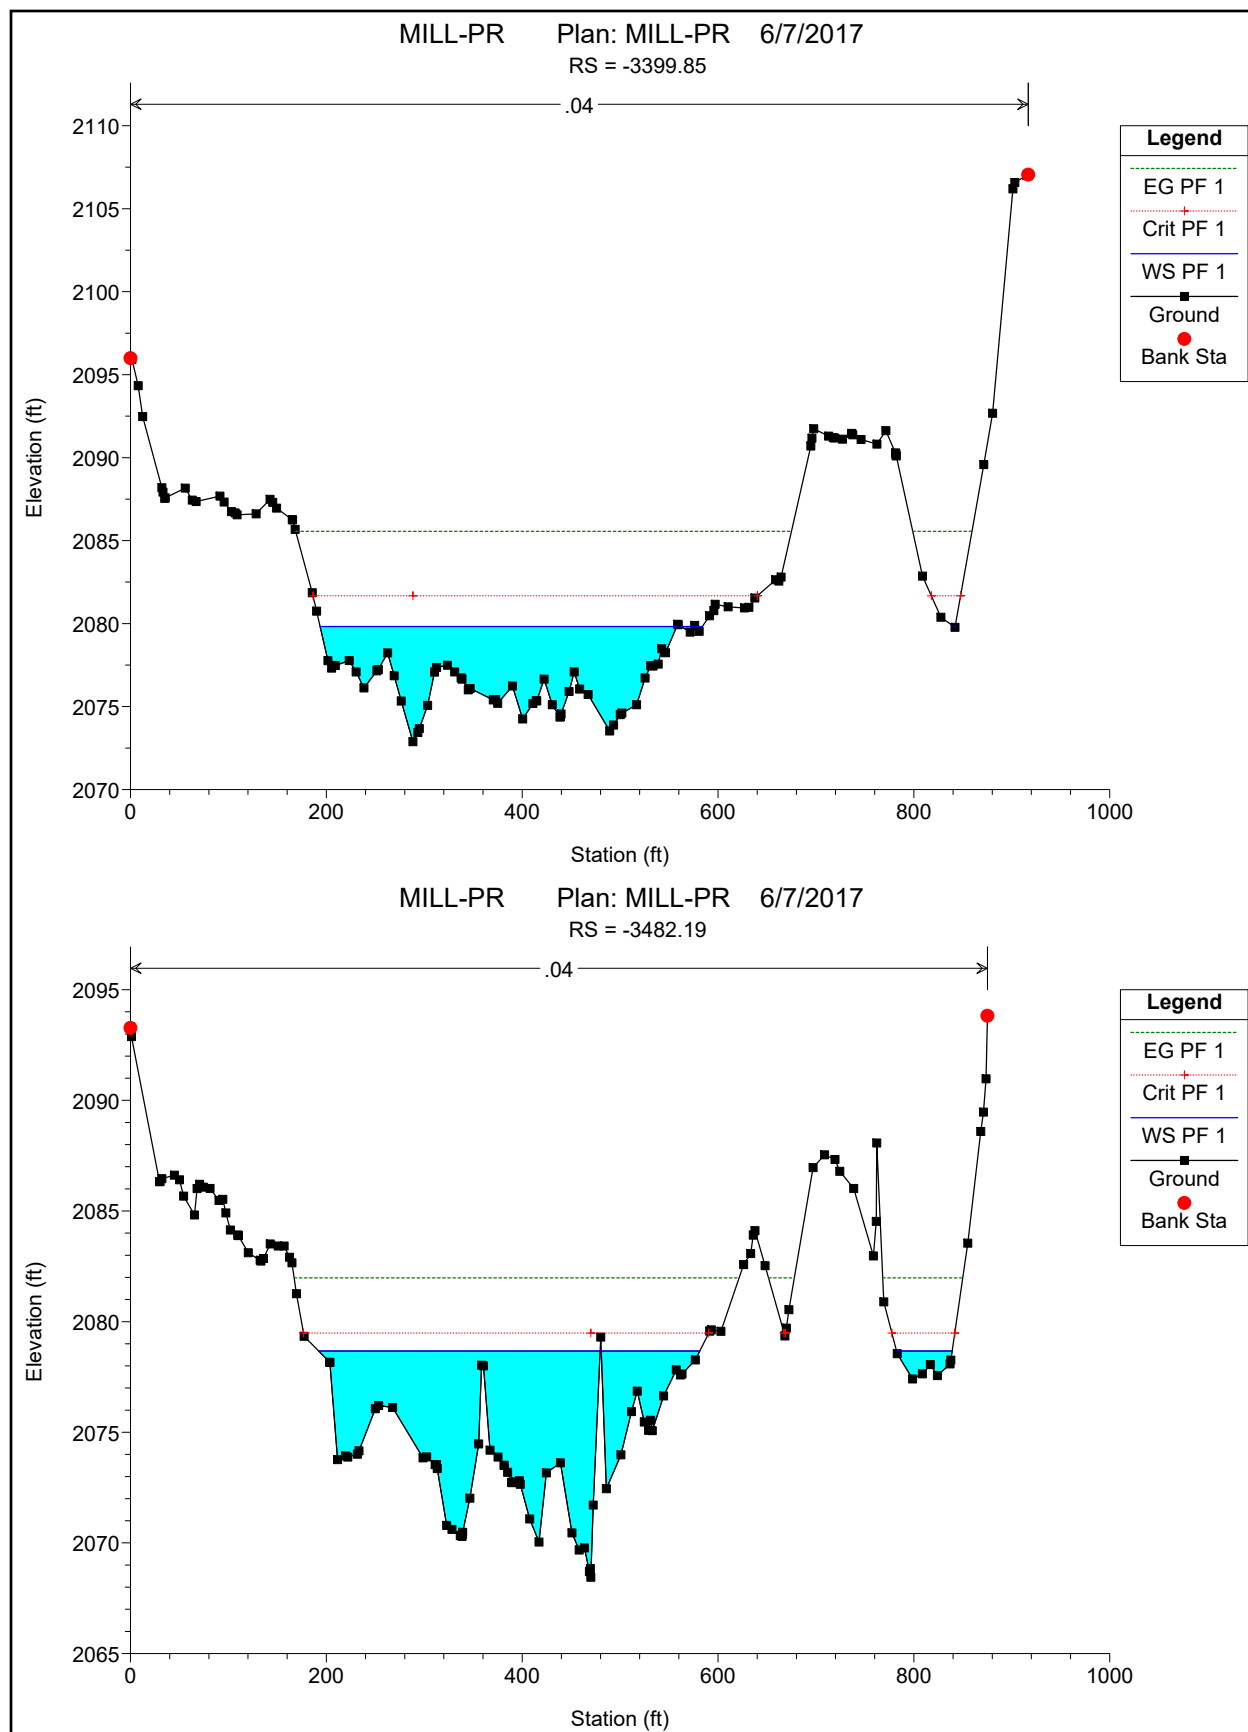 MILL-PR Plan: MILL-PR 6/7/2017
RS = -3399.85
.04
2110
2105
2100
2095
2090
2085
2080
2075
2070
Elevation (ft)
0 200 400 600 800 1000
Station (ft)
Legend
EG PF 1
Crit PF 1
WS PF 1
Ground
Bank Sta
MILL-PR Plan: MILL-PR 6/7/2017
RS = -3482.19
.04
2095
2090
2085
2080
2075
2070
2065
Elevation (ft)
0 200 400 600 800 1000
Station (ft)
Legend
EG PF 1
Crit PF 1
WS PF 1
Ground
Bank Sta